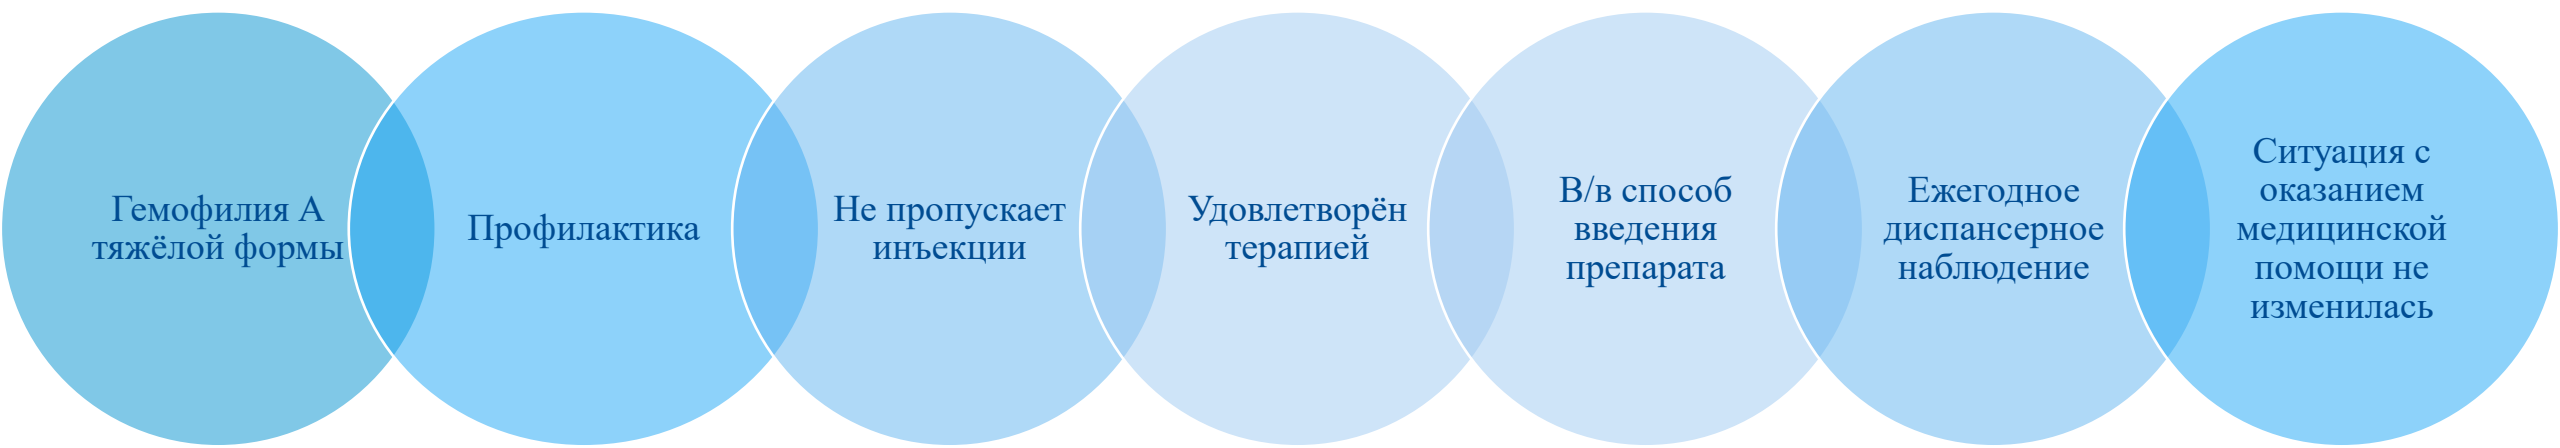 Гемофилия А
тяжёлой формы
Профилактика
Не пропускает
инъекции
Удовлетворён
терапией
В/в способ
введения
препарата
Ежегодное
диспансерное
наблюдение
Ситуация с
оказанием
медицинской
помощи не
изменилась